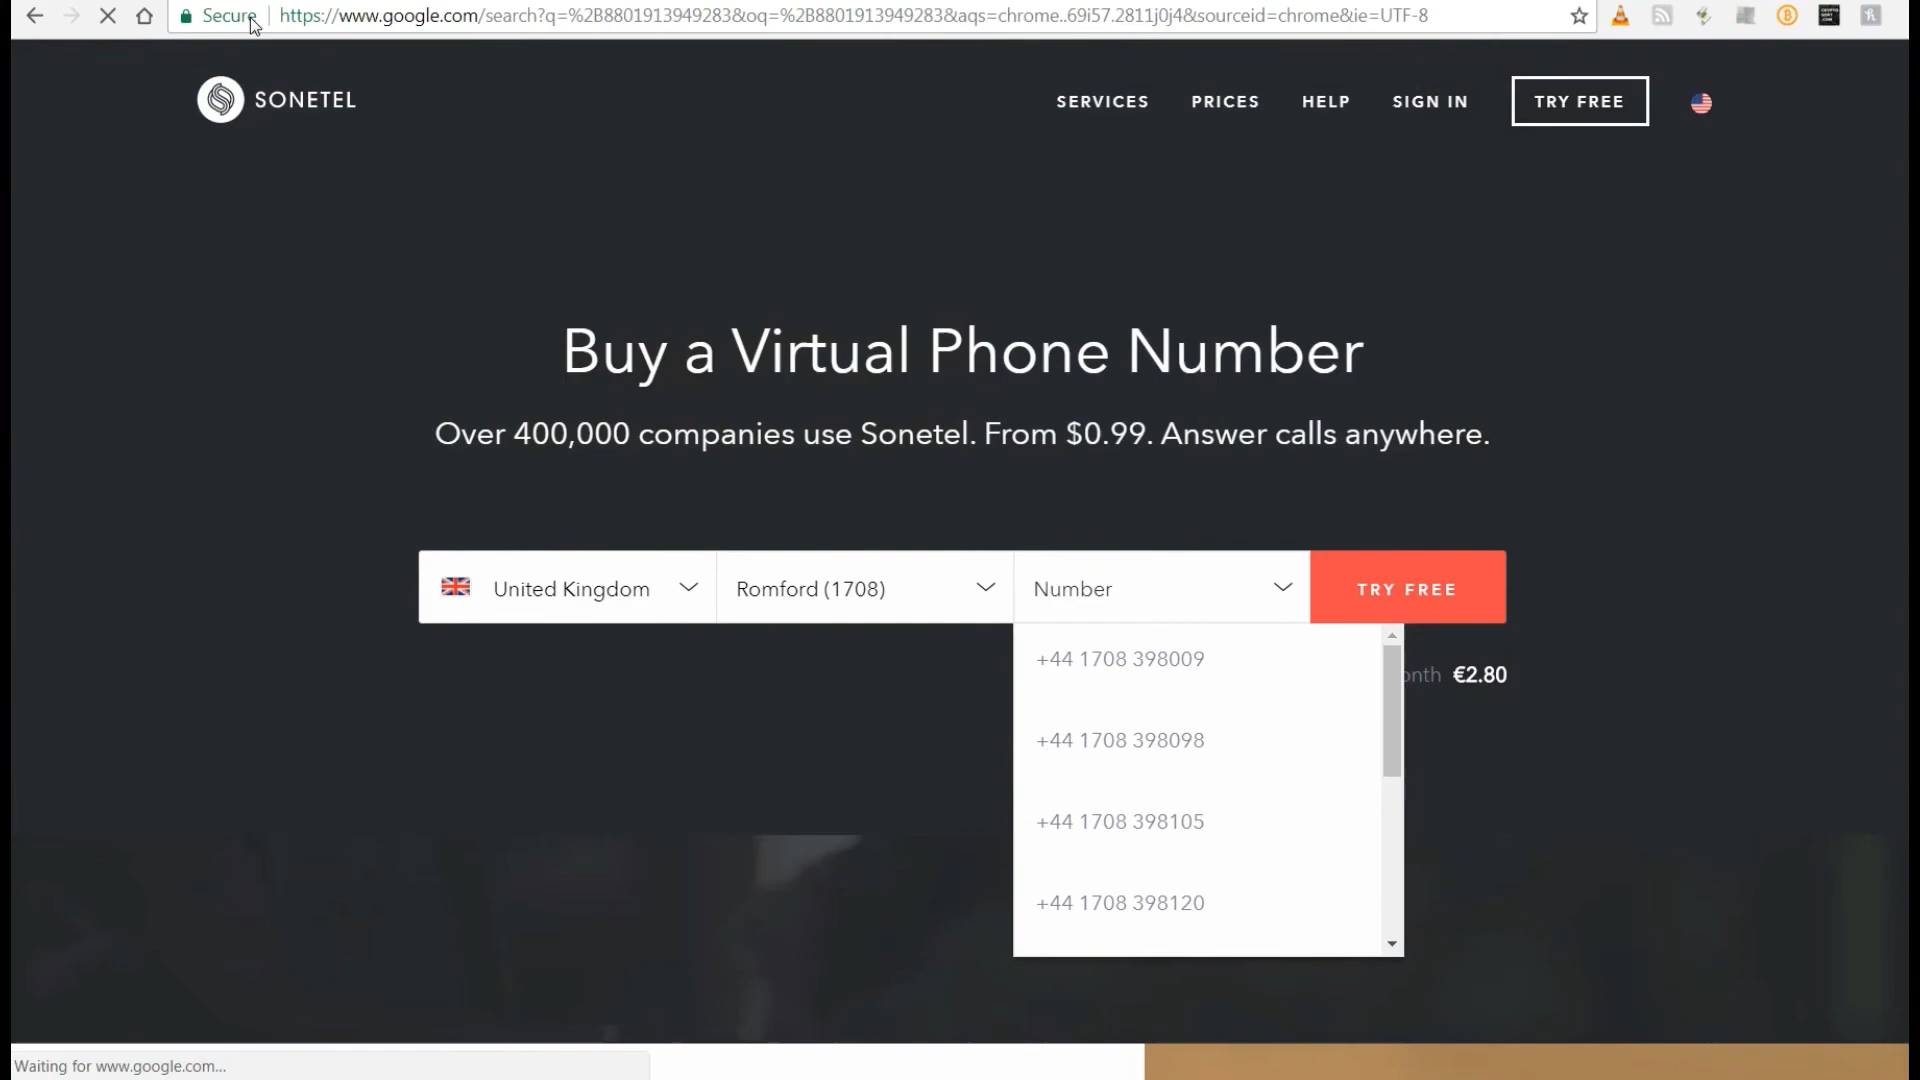 Secure https://www.google.com/search?q=%2B8801913949283&oq=%2B8801913949283&aqs=chrome..69i57.2811j0j4&sourceid=chrome&ie=UTF-8
SONETEL
SERVICES PRICES HELP SIGN IN TRY FREE
Buy a Virtual Phone Number
Over 400,000 companies use Sonetel. From $0.99. Answer calls anywhere.
United Kingdom Romford (1708) Number TRY FREE
+44 1708 398009
onth €2.80
+44 1708 398098
+44 1708 398105
+44 1708 398120
Waiting for www.google.com...